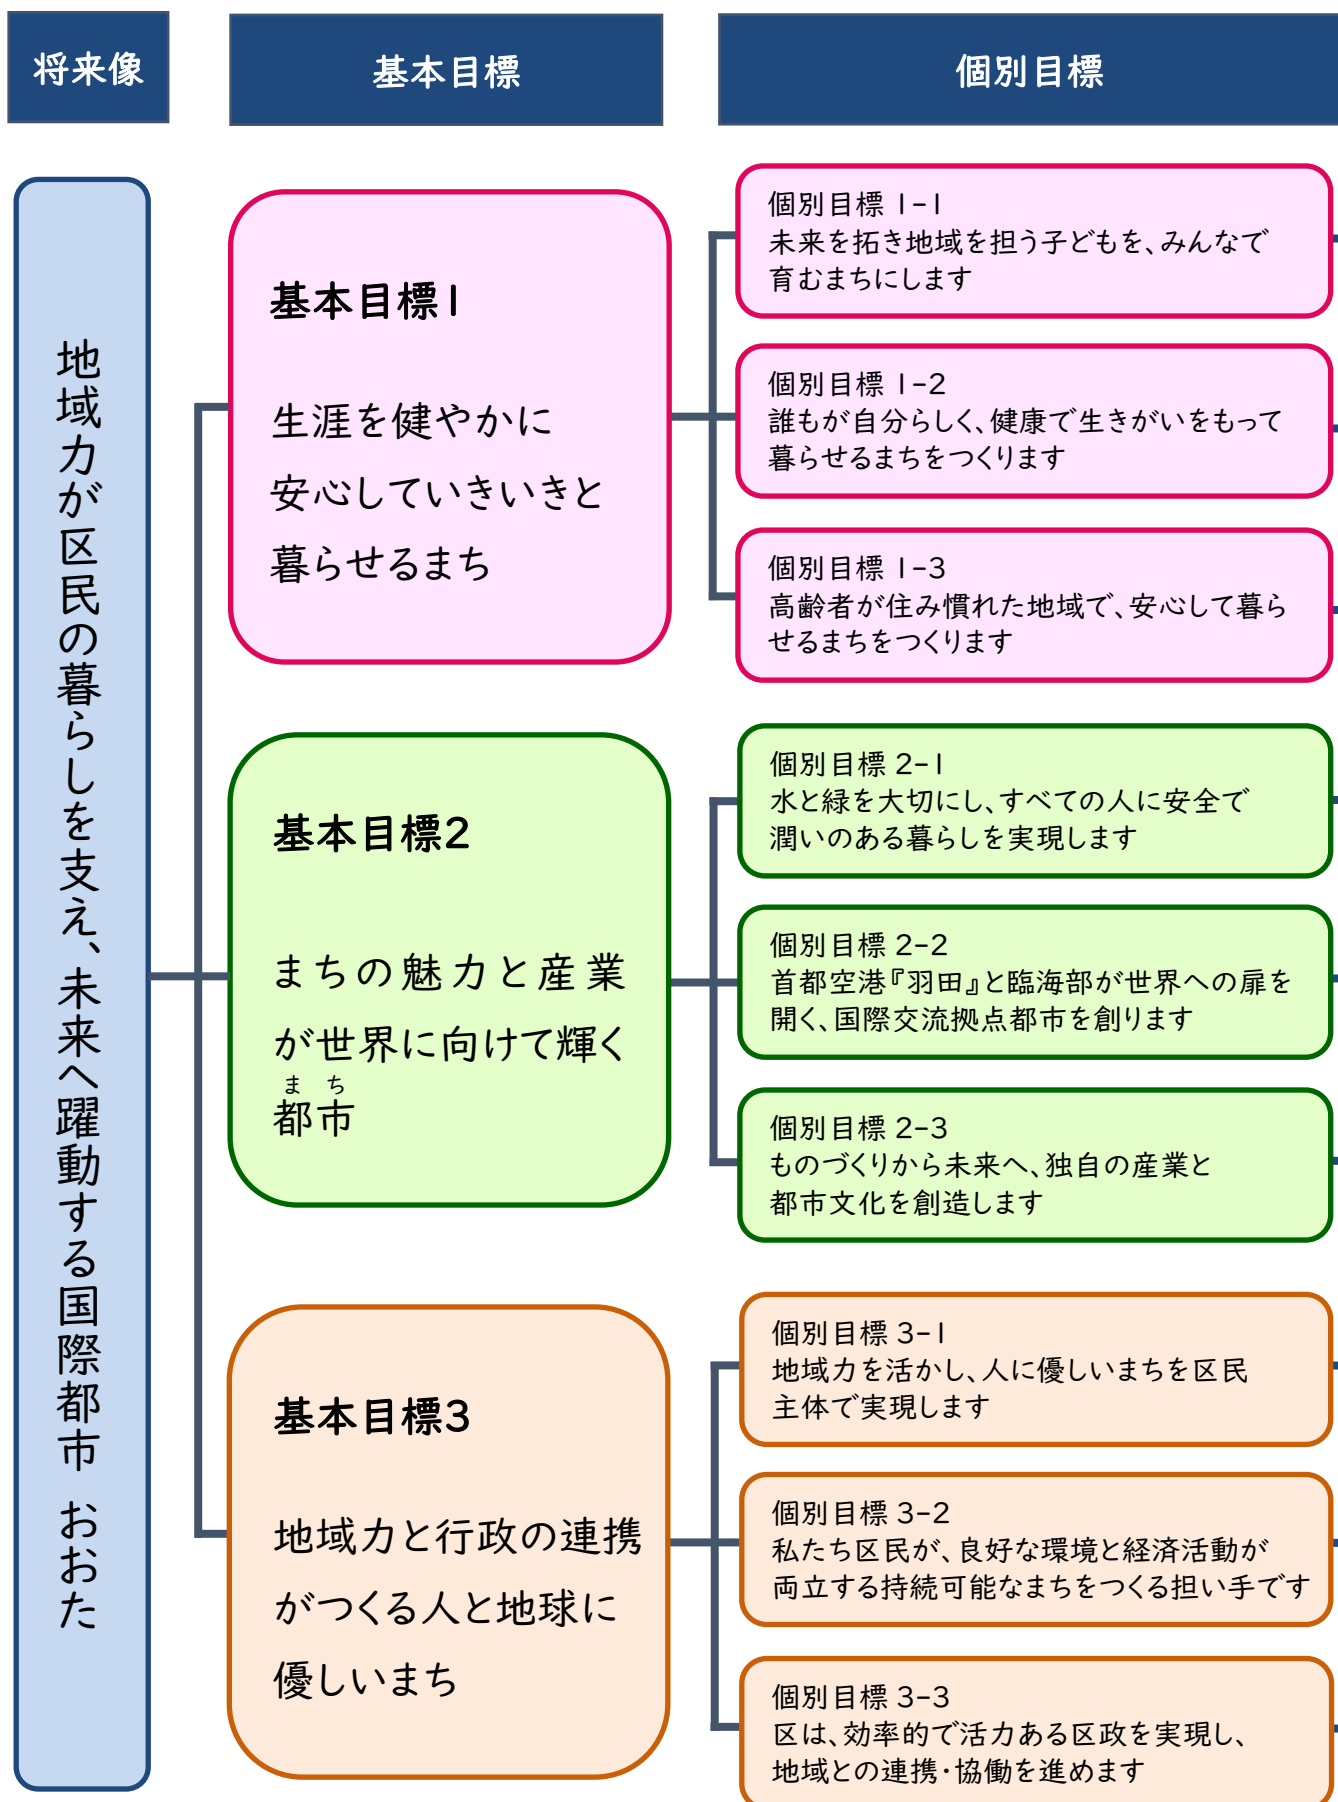 将来像
基本目標
個別目標
地域力が区民の暮らしを支え、未来へ躍動する国際都市 おおた
基本目標1
生涯を健やかに
安心していきいきと
暮らせるまち
個別目標 1-1
未来を拓き地域を担う子どもを、みんなで
育むまちにします
個別目標 1-2
誰もが自分らしく、健康で生きがいをもって
暮らせるまちをつくります
個別目標 1-3
高齢者が住み慣れた地域で、安心して暮ら
せるまちをつくります
基本目標2
まちの魅力と産業
が世界に向けて輝く
まち
都市
個別目標 2-1
水と緑を大切にし、すべての人に安全で
潤いのある暮らしを実現します
個別目標 2-2
首都空港『羽田』と臨海部が世界への扉を
開く、国際交流拠点都市を創ります
個別目標 2-3
ものづくりから未来へ、独自の産業と
都市文化を創造します
基本目標3
地域力と行政の連携
がつくる人と地球に
優しいまち
個別目標 3-1
地域力を活かし、人に優しいまちを区民
主体で実現します
個別目標 3-2
私たち区民が、良好な環境と経済活動が
両立する持続可能なまちをつくる担い手です
個別目標 3-3
区は、効率的で活力ある区政を実現し、
地域との連携・協働を進めます